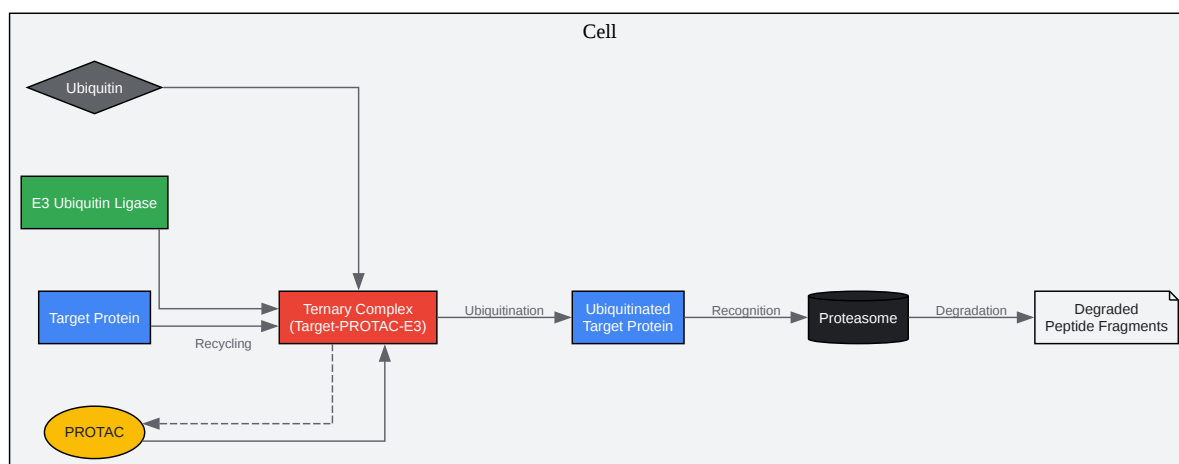 Cell
Ubiquitin
E3 Ubiquitin Ligase
Target Protein
Recycling
PROTAC
Ternary Complex
(Target-PROTAC-E3)
Ubiquitination
Ubiquitinated
Target Protein
Recognition
Proteasome
Degradation
Degraded
Peptide Fragments